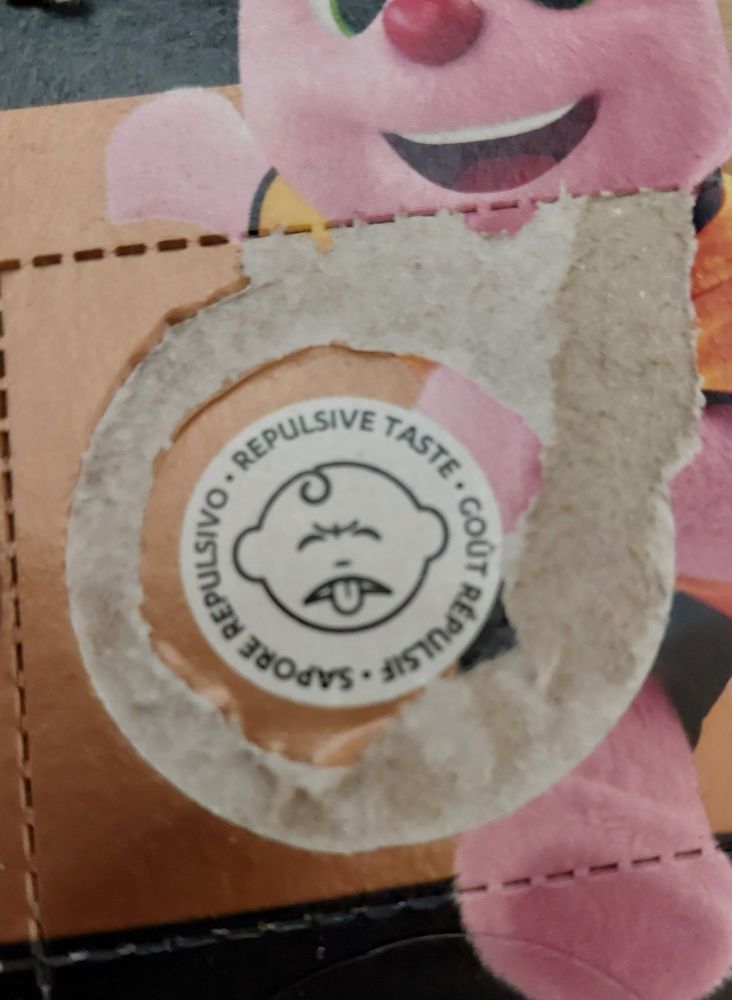 • REPULSIVE TASTE • GOÛT RÉPULSIF • SAPORE REPULSIVO